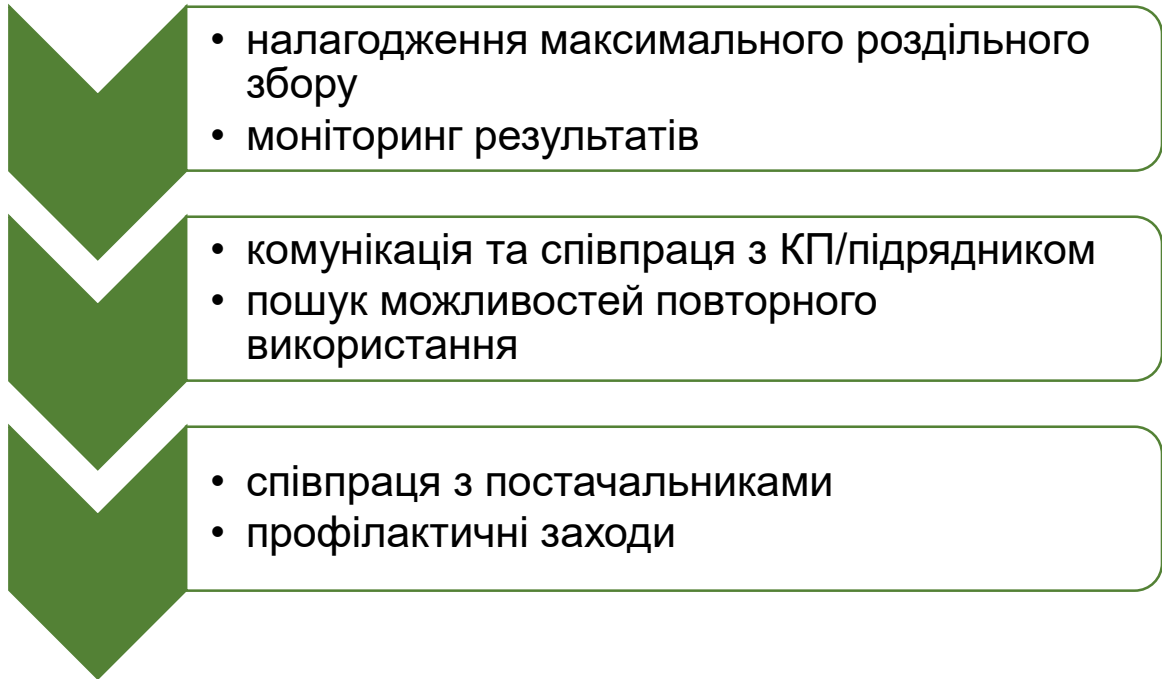 • налагодження максимального роздільного
збору
• моніторинг результатів
• комунікація та співпраця з КП/підрядником
• пошук можливостей повторного
використання
• співпраця з постачальниками
• профілактичні заходи